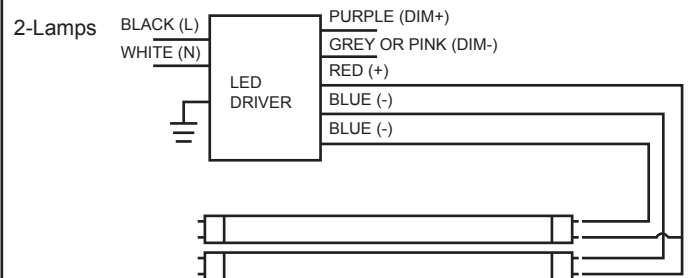 2-Lamps
BLACK (L)
WHITE (N)
LED
DRIVER
PURPLE (DIM+)
GREY OR PINK (DIM-)
RED (+)
BLUE (-)
BLUE (-)